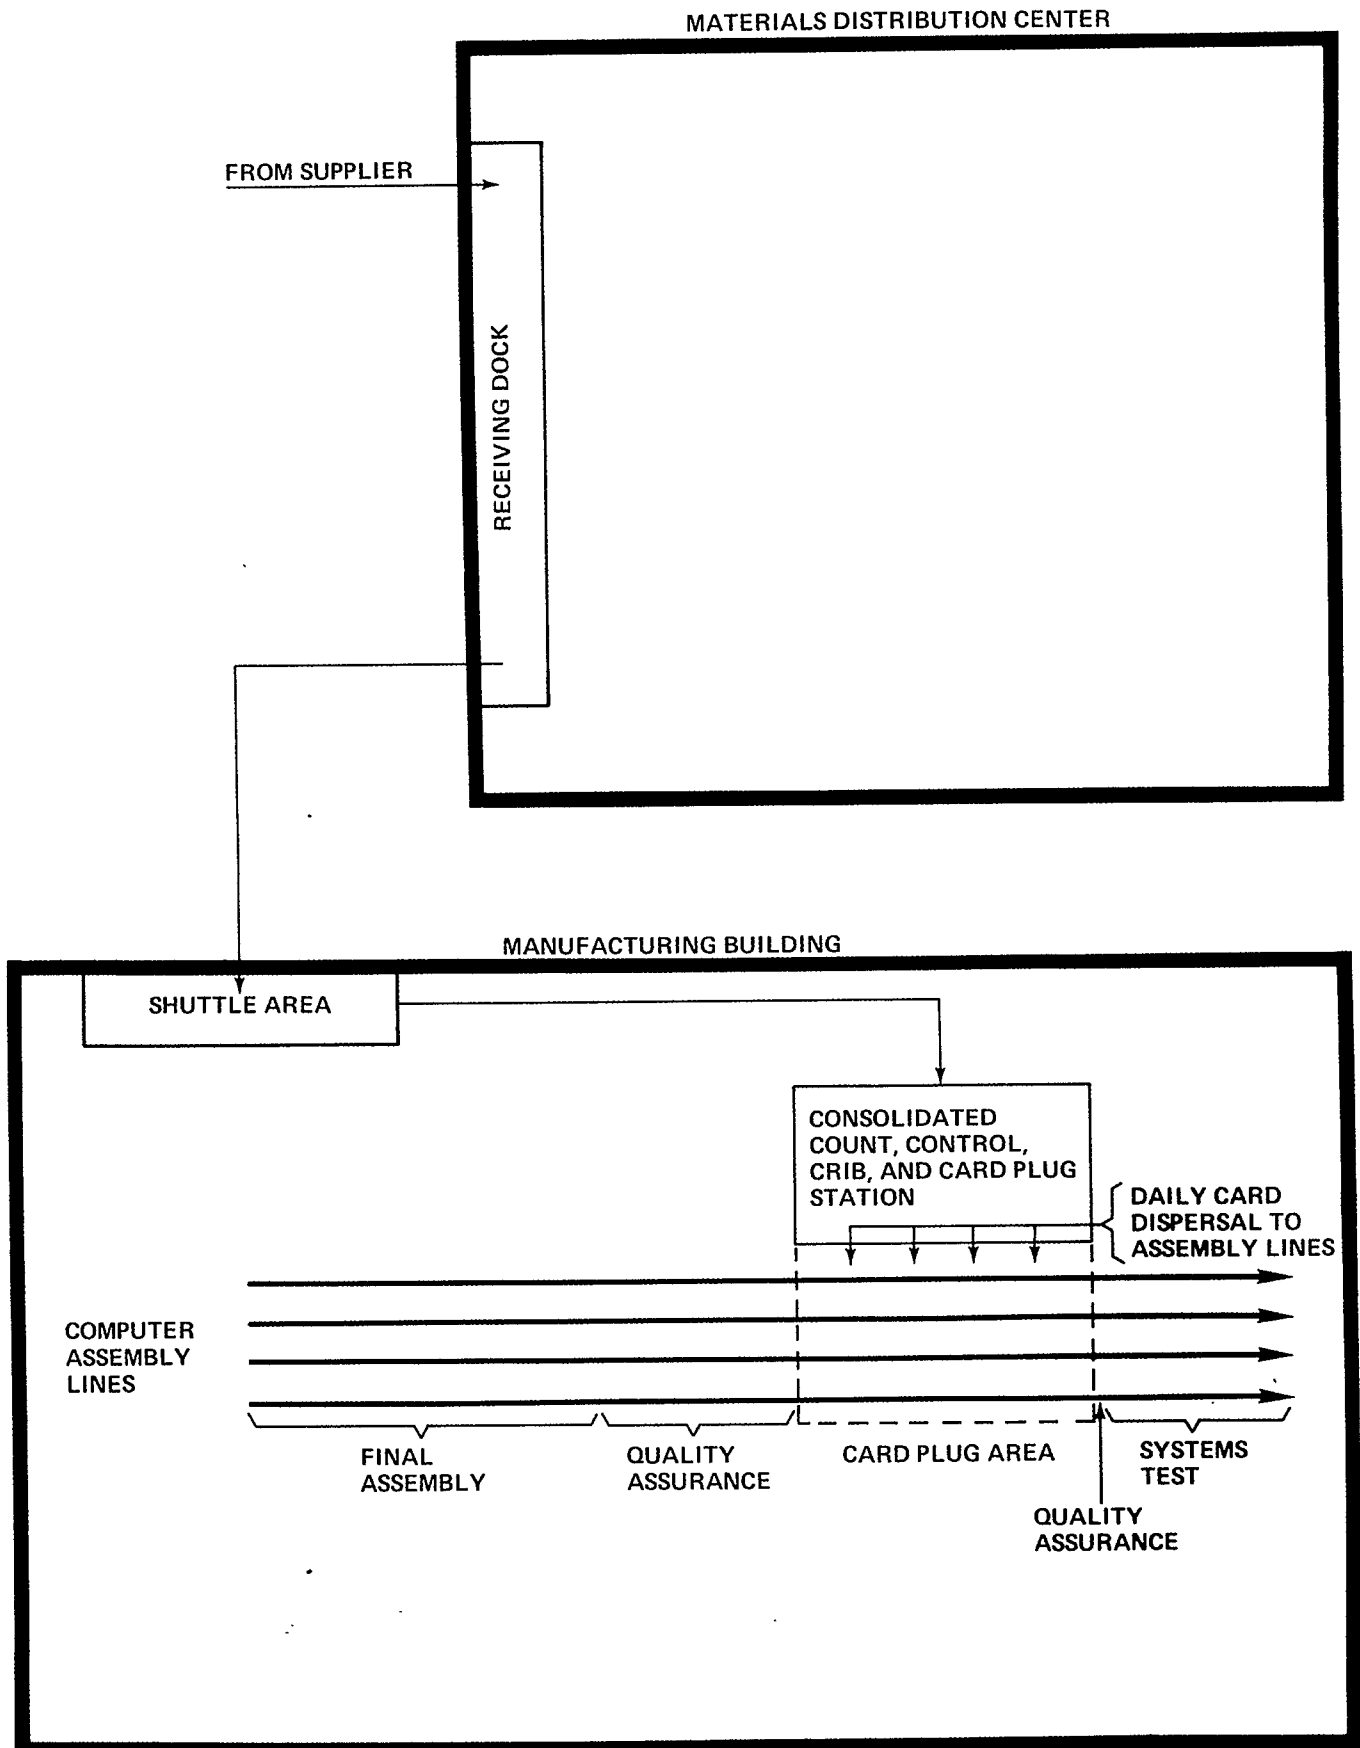 MATERIALS DISTRIBUTION CENTER
FROM SUPPLIER
RECEIVING DOCK
MANUFACTURING BUILDING
SHUTTLE AREA
CONSOLIDATED
COUNT, CONTROL,
CRIB, AND CARD PLUG
STATION
DAILY CARD
DISPERSAL TO
ASSEMBLY LINES
COMPUTER
ASSEMBLY
LINES
FINAL
ASSEMBLY
QUALITY
ASSURANCE
CARD PLUG AREA
SYSTEMS
TEST
QUALITY
ASSURANCE